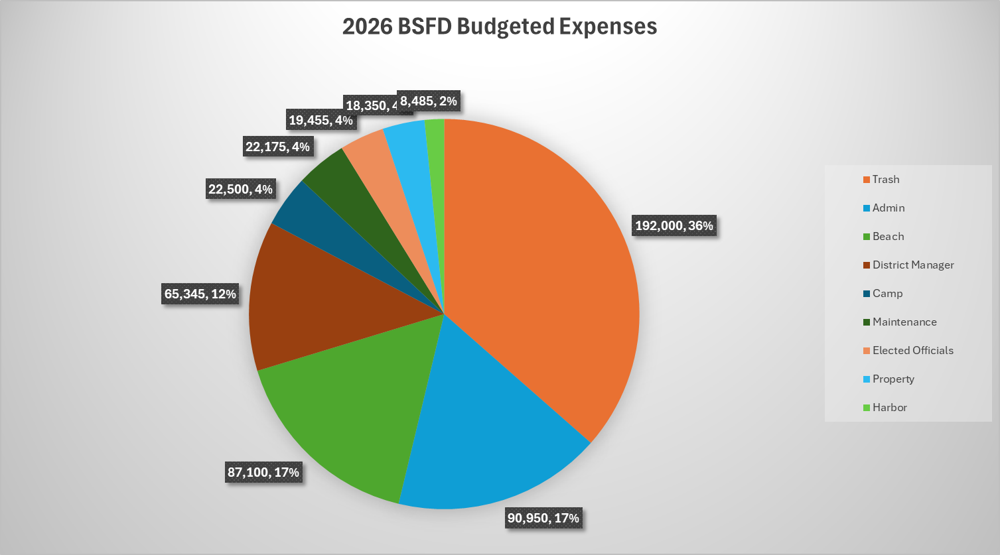 2026 BSFD Budgeted Expenses
8,485, 2%
18,350, 4
19,455, 4%
22,175, 4%
22,500, 4%
192,000, 36%
65,345, 12%
87,100, 17%
90,950, 17%
Trash
Admin
Beach
District Manager
Camp
Maintenance
Elected Officials
Property
Harbor